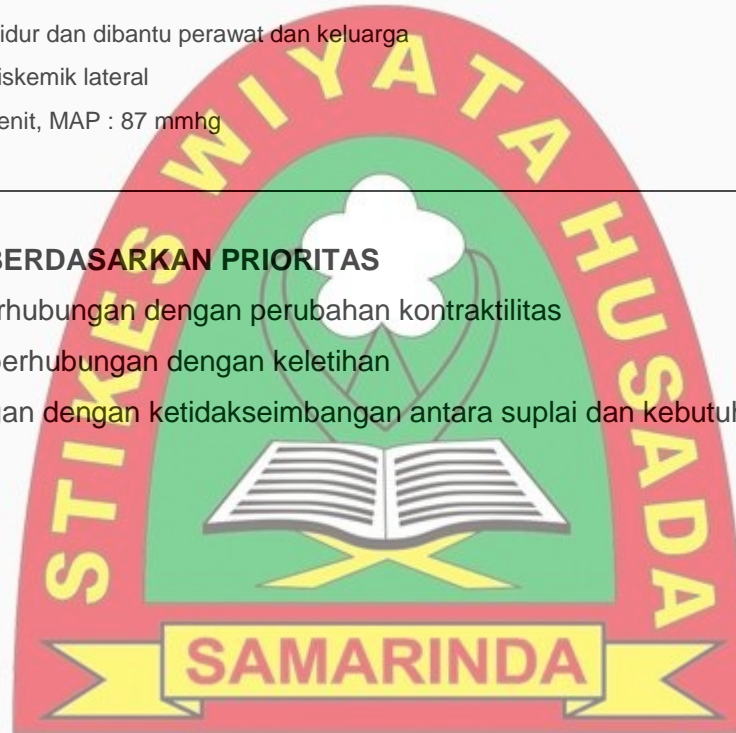 idur dan dibantu perawat dan keluarga
iskemik lateral
enit, MAP : 87 mmhg
BERDASARKAN PRIORITAS
rhubungan dengan perubahan kontraktilitas
berhubungan dengan keletihan
gan dengan ketidakseimbangan antara suplai dan kebutuh
STIKES WIYATA HUSADA
SAMARINDA